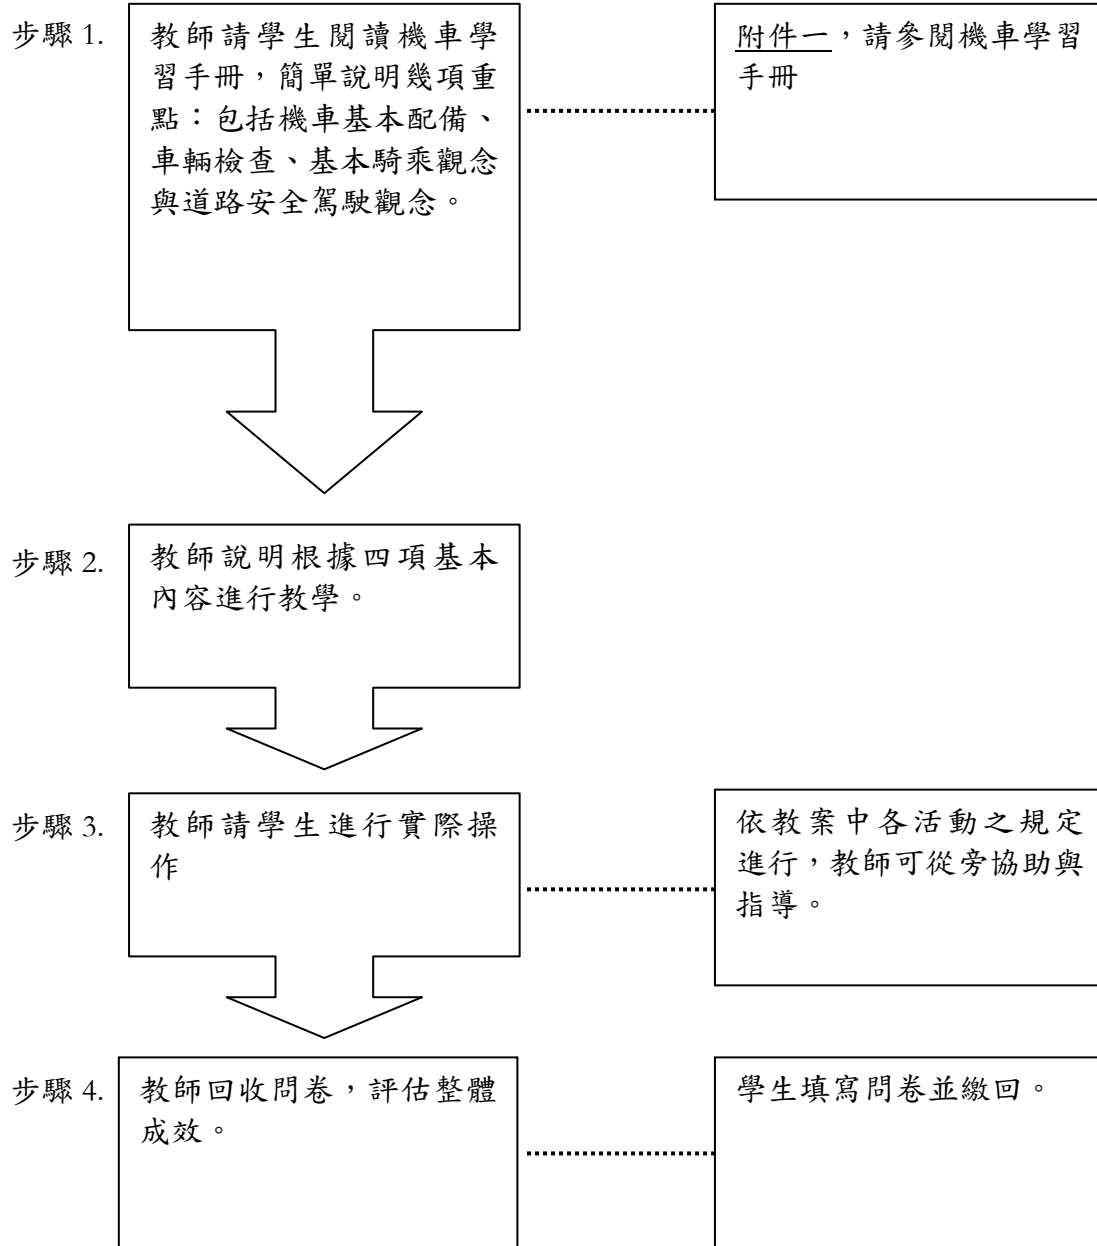 步驟 1.
教師請學生閱讀機車學
習手冊，簡單說明幾項重
點：包括機車基本配備、
車輛檢查、基本騎乘觀念
與道路安全駕駛觀念。
附件一，請參閱機車學習
手冊
步驟 2.
教師說明根據四項基本
內容進行教學。
步驟 3.
教師請學生進行實際操
作
依教案中各活動之規定
進行，教師可從旁協助與
指導。
步驟 4.
教師回收問卷，評估整體
成效。
學生填寫問卷並繳回。